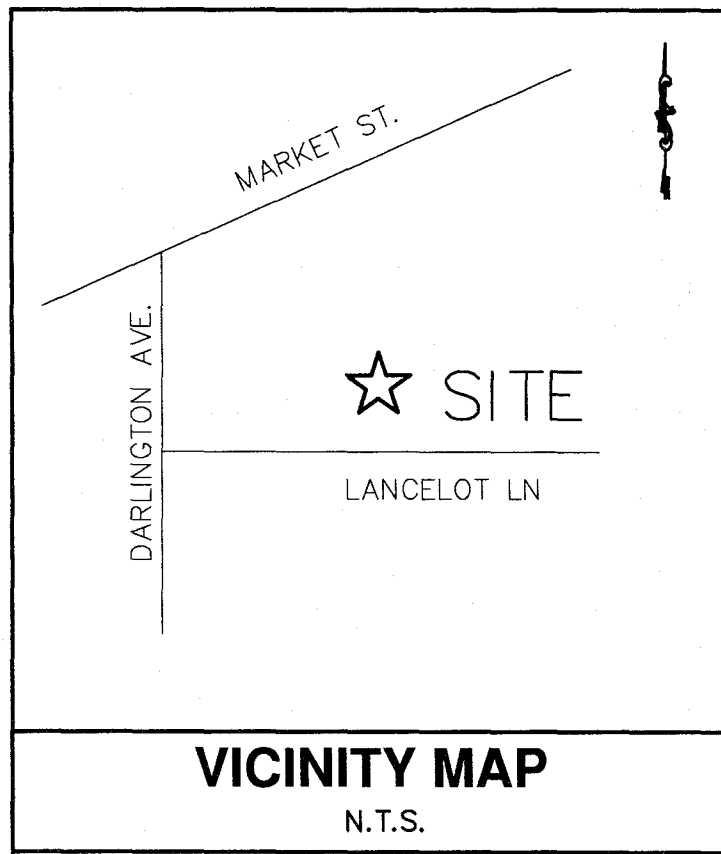 MARKET ST.
DARLINGTON AVE.
SITE
LANCELOT LN
VICINITY MAP
N.T.S.